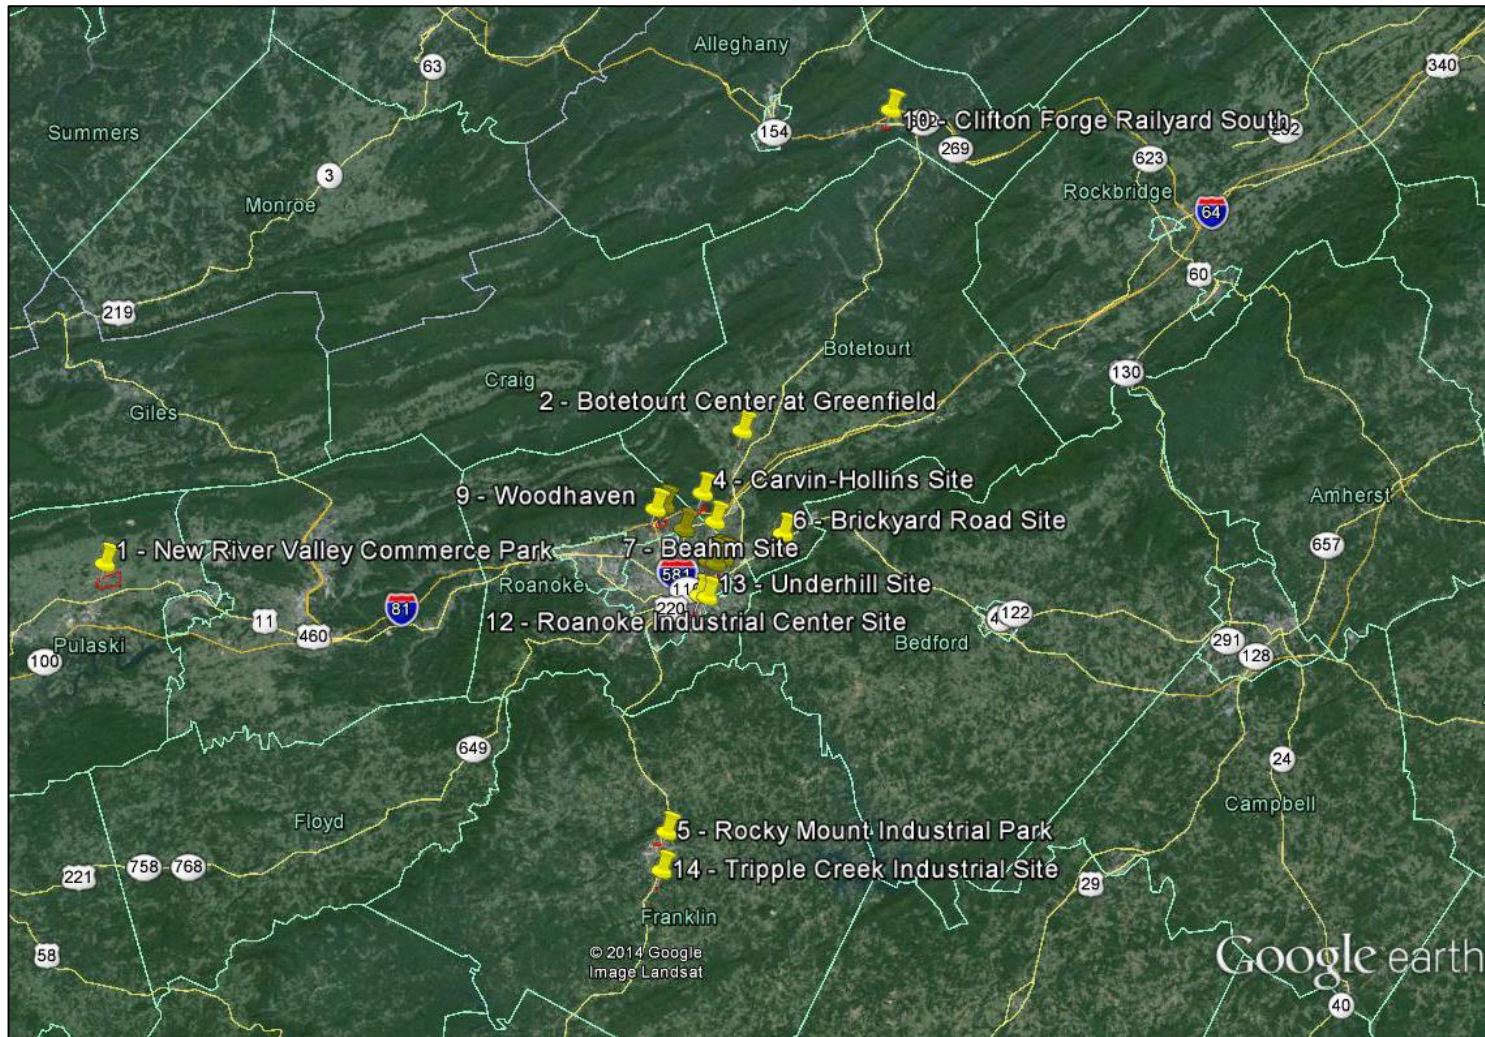 Alleghany
63
340
10 - Clifton Forge Railyard South
Summers
154
269
623
3
Rockbridge
Monroe
64
60
219
Botetourt
130
Craig
2 - Botetourt Center at Greenfield
Giles
4 - Carvin-Hollins Site
9 - Woodhaven
Amherst
6 - Brickyard Road Site
1 - New River Valley Commerce Park
7 - Beahm Site
657
581
Roanoke
13 - Underhill Site
81
220
11
122
12 - Roanoke Industrial Center Site
460
Pulaski
Bedford
291
100
128
649
24
Campbell
Floyd
5 - Rocky Mount Industrial Park
758
768
221
14 - Tripple Creek Industrial Site
29
Franklin
58
© 2014 Google
Image Landsat
Google earth
40